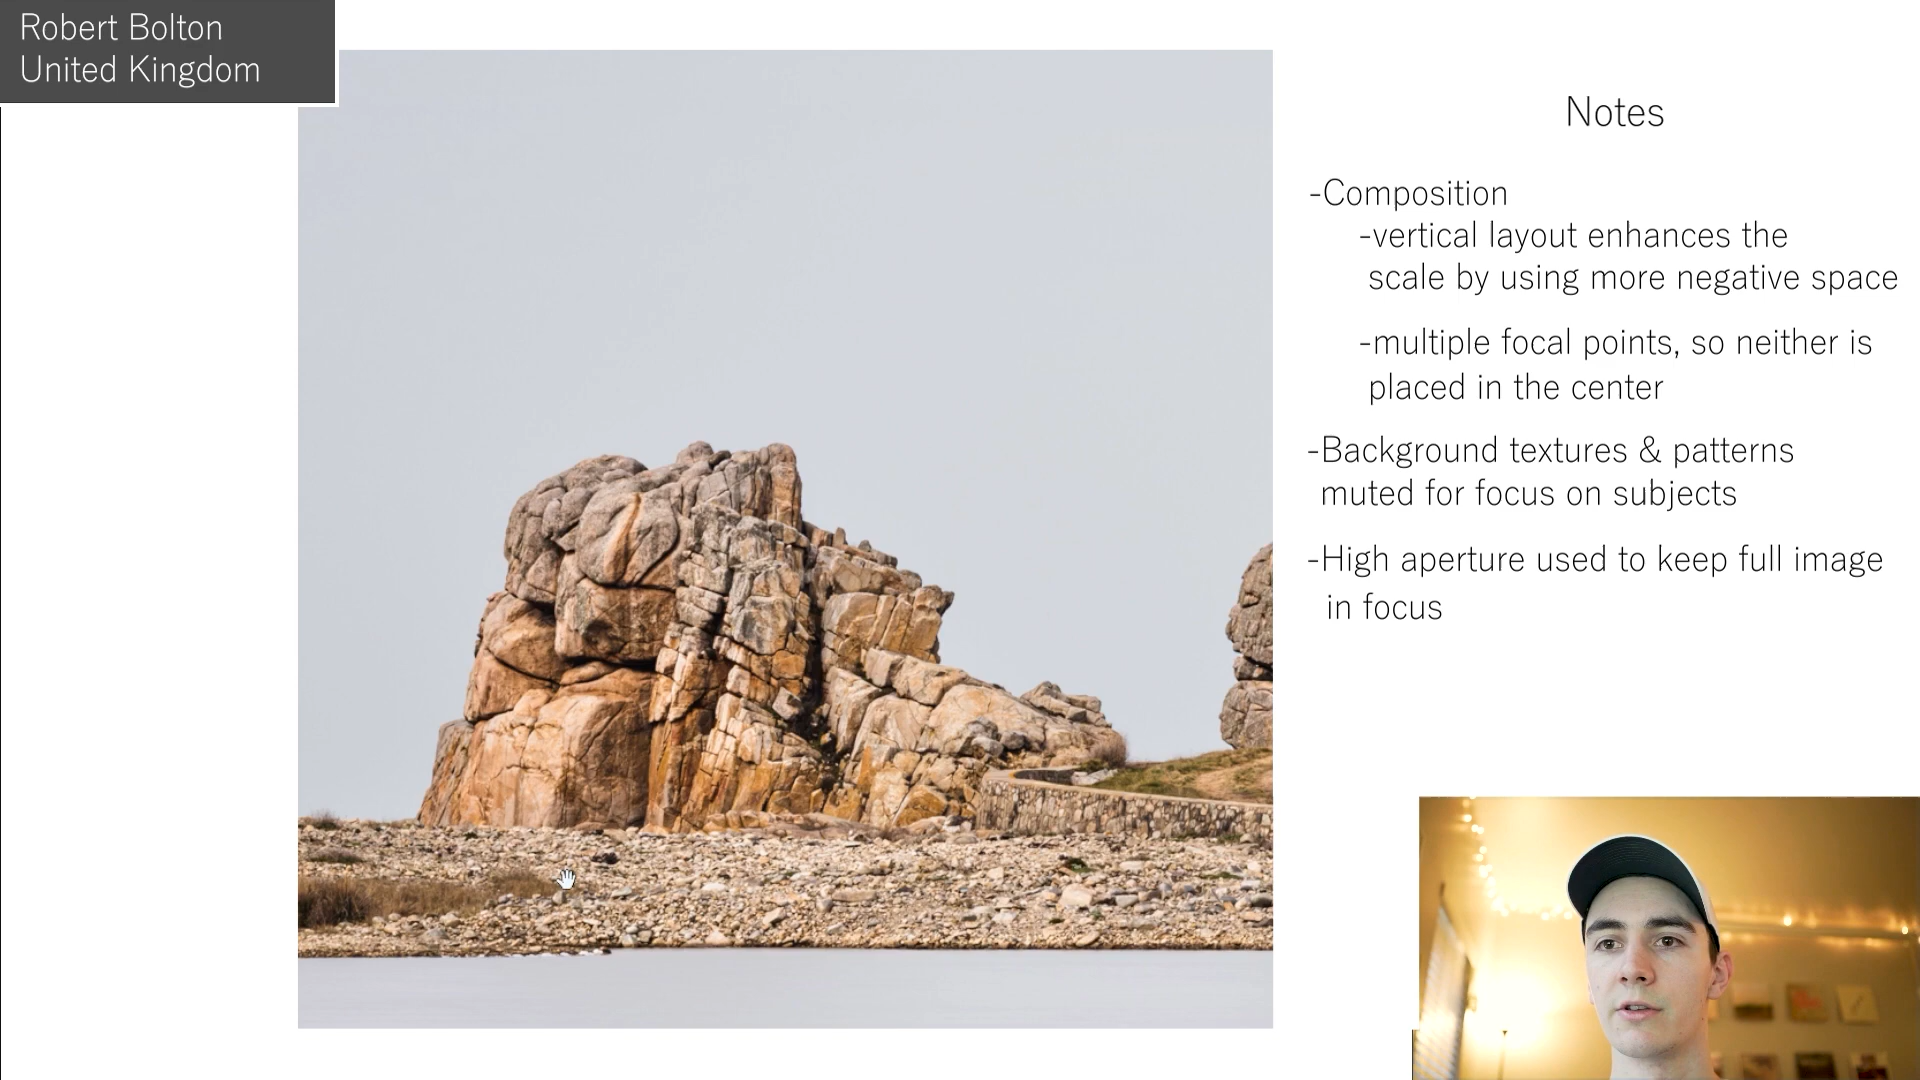 Robert Bolton
United Kingdom
Notes
-Composition
-vertical layout enhances the
scale by using more negative space
-multiple focal points, so neither is
placed in the center
-Background textures & patterns
muted for focus on subjects
-High aperture used to keep full image
in focus